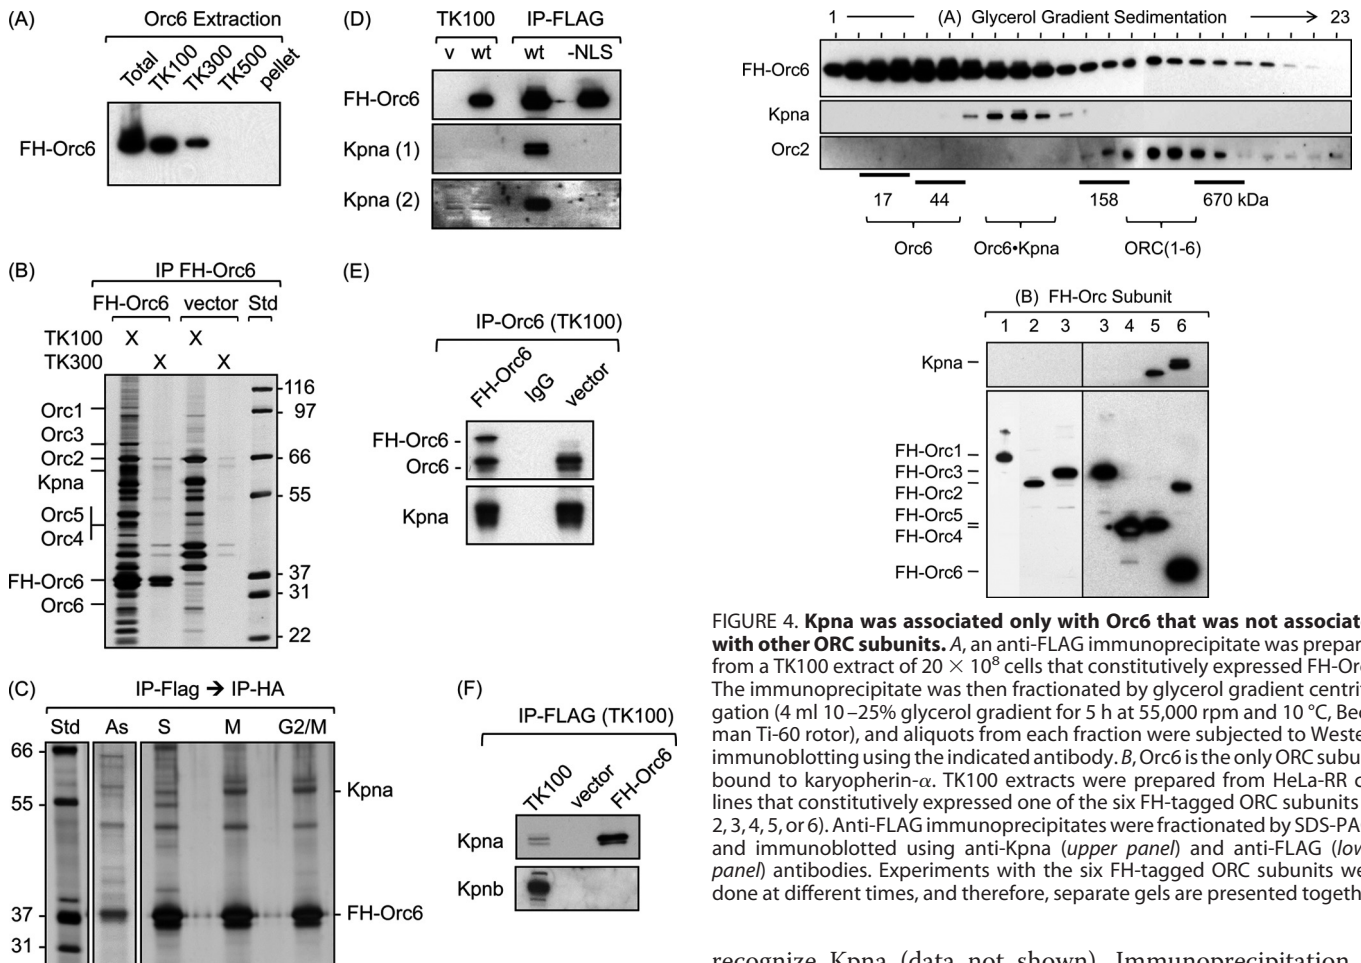 (A)
Orc6 Extraction
Total TK100 TK300 TK500 pellet
FH-Orc6
(B)
IP FH-Orc6
FH-Orc6 vector Std
TK100 X X
TK300 X X
116
Orc1 97
Orc3
Orc2 66
Kpna 55
Orc5
Orc4
FH-Orc6 37
31
Orc6
22
(C)
IP-Flag → IP-HA
Std As S M G2/M
66
Kpna
55
37 FH-Orc6
31
(D)
TK100 IP-FLAG
v wt wt -NLS
FH-Orc6
Kpna (1)
Kpna (2)
(E)
IP-Orc6 (TK100)
FH-Orc6 IgG vector
FH-Orc6 -
Orc6 -
Kpna
(F)
IP-FLAG (TK100)
TK100 vector FH-Orc6
Kpna
Kpnb
1 (A) Glycerol Gradient Sedimentation 23
FH-Orc6
Kpna
Orc2
17 44 158 670 kDa
Orc6 Orc6•Kpna ORC(1-6)
(B) FH-Orc Subunit
1 2 3 3 4 5 6
Kpna
FH-Orc1
FH-Orc3
FH-Orc2
FH-Orc5
FH-Orc4
FH-Orc6
FIGURE 4. Kpna was associated only with Orc6 that was not associat
with other ORC subunits. A, an anti-FLAG immunoprecipitate was prepar
from a TK100 extract of 20 × 10⁸ cells that constitutively expressed FH-Orc
The immunoprecipitate was then fractionated by glycerol gradient centrif
gation (4 ml 10–25% glycerol gradient for 5 h at 55,000 rpm and 10 °C, Bec
man Ti-60 rotor), and aliquots from each fraction were subjected to Weste
immunoblotting using the indicated antibody. B, Orc6 is the only ORC subu
bound to karyopherin-α. TK100 extracts were prepared from HeLa-RR c
lines that constitutively expressed one of the six FH-tagged ORC subunits
2, 3, 4, 5, or 6). Anti-FLAG immunoprecipitates were fractionated by SDS-PA
and immunoblotted using anti-Kpna (upper panel) and anti-FLAG (low
panel) antibodies. Experiments with the six FH-tagged ORC subunits we
done at different times, and therefore, separate gels are presented togeth
recognize Kpna (data not shown). Immunoprecipitation